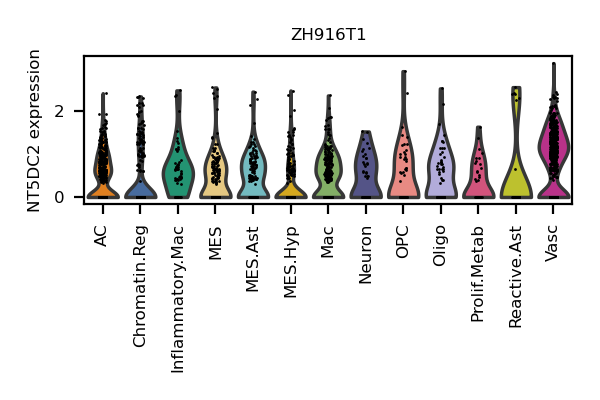 ZH916T1
NT5DC2 expression
2
0
AC
Chromatin.Reg
Inflammatory.Mac
MES
MES.Ast
MES.Hyp
Mac
Neuron
OPC
Oligo
Prolif.Metab
Reactive.Ast
Vasc